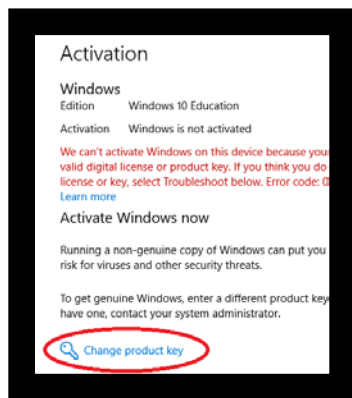 Activation
Windows
Edition Windows 10 Education
Activation Windows is not activated
We can't activate Windows on this device because your
valid digital license or product key. If you think you do
license or key, select Troubleshoot below. Error code:
Learn more
Activate Windows now
Running a non-genuine copy of Windows can put you
risk for viruses and other security threats.
To get genuine Windows, enter a different product key
have one, contact your system administrator.
Change product key